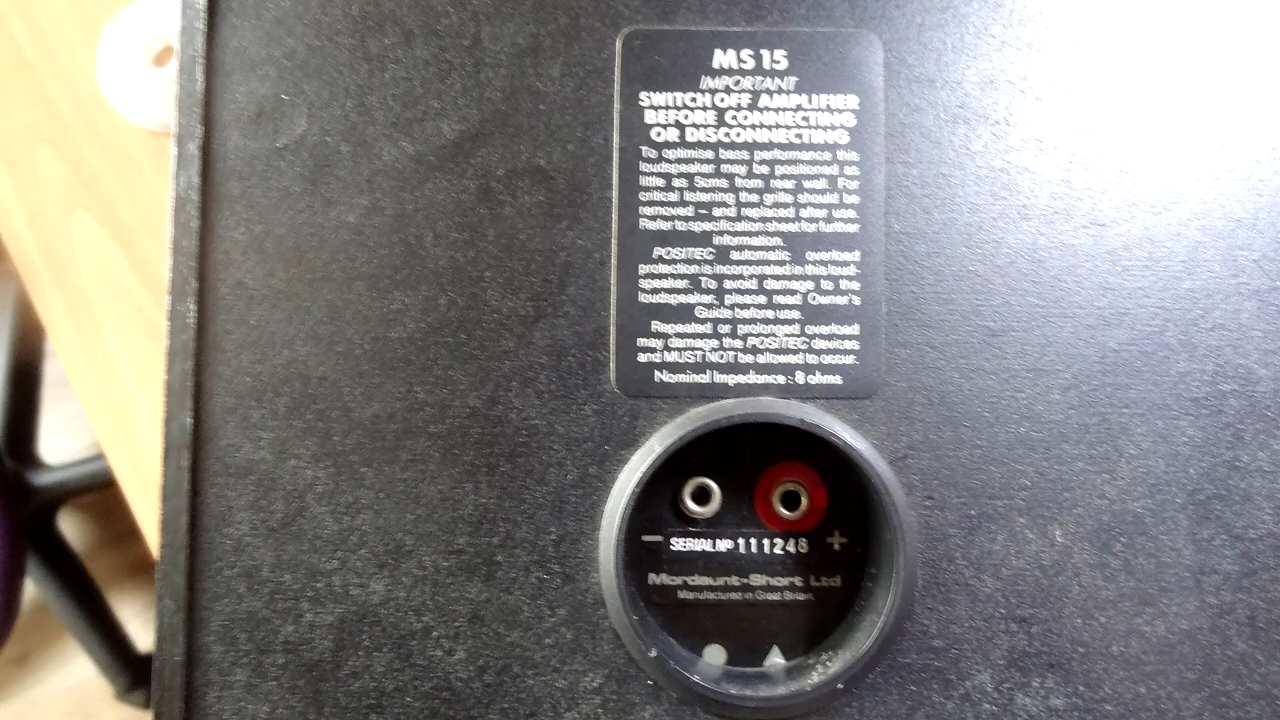 MS 15
IMPORTANT
SWITCH OFF AMPLIFIER
BEFORE CONNECTING
OR DISCONNECTING
To optimise bass performance this
loudspeaker may be positioned as
little as 5cms from rear wall. For
critical listening the grille should be
removed – and replaced after use.
Refer to specification sheet for further
information.
POSITEC automatic overload
protection is incorporated in this loud-
speaker. To avoid damage to the
loudspeaker, please read Owner's
Guide before use.
Repeated or prolonged overload
may damage the POSITEC devices
and MUST NOT be allowed to occur.
Nominal Impedance : 8 ohms
– SERIAL Nº 111248 +
Mordaunt-Short Ltd
Manufactured in Great Britain